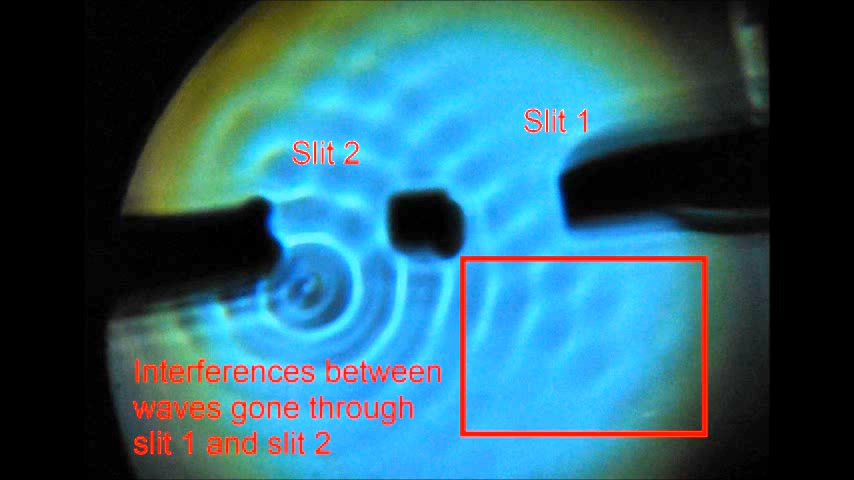 Slit 1
Slit 2
Interferences between
waves gone through
slit 1 and slit 2